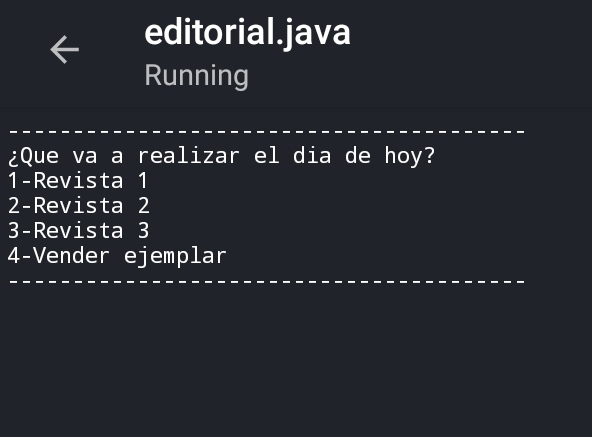 editorial.java
Running
----------------------------------------
¿Que va a realizar el dia de hoy?
1-Revista 1
2-Revista 2
3-Revista 3
4-Vender ejemplar
----------------------------------------